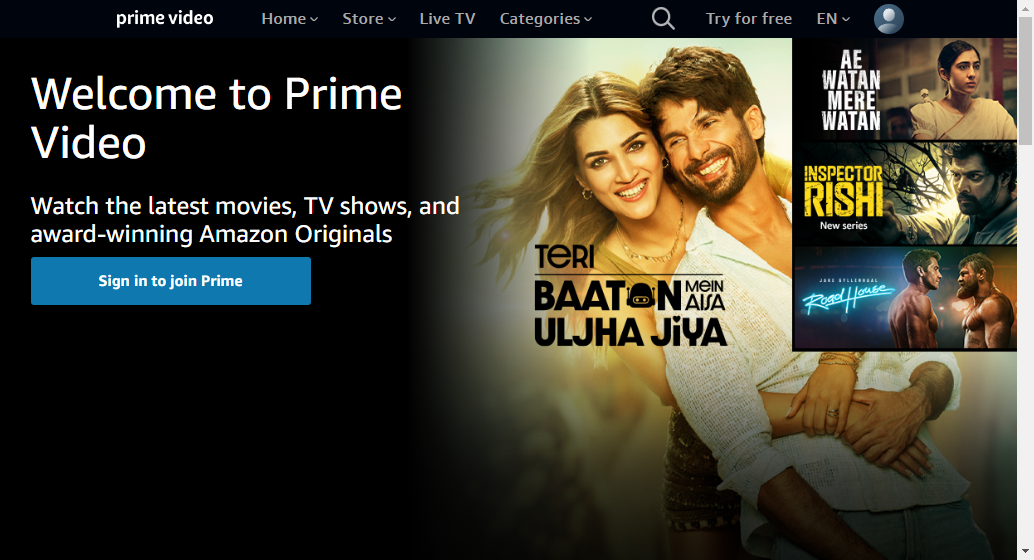 prime video
Home
Store
Live TV
Categories
Try for free
EN
Welcome to Prime
Video
Watch the latest movies, TV shows, and
award-winning Amazon Originals
Sign in to join Prime
TERI
BAATON MEIN
AISA
ULJHA JiYA
AE
WATAN
MERE
WATAN
INSPECTOR
RISHI
New series
JAKE GYLLENHAAL
Road House